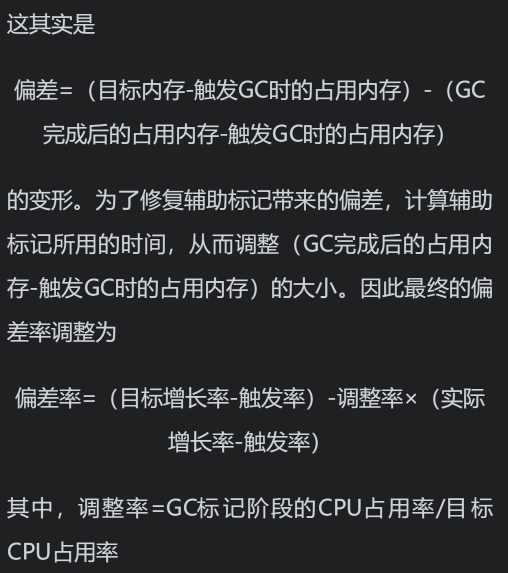 这其实是
偏差=（目标内存-触发GC时的占用内存）-（GC
完成后的占用内存-触发GC时的占用内存）
的变形。为了修复辅助标记带来的偏差，计算辅助
标记所用的时间，从而调整（GC完成后的占用内
存-触发GC时的占用内存）的大小。因此最终的偏
差率调整为
偏差率=（目标增长率-触发率）-调整率×（实际
增长率-触发率）
其中，调整率=GC标记阶段的CPU占用率/目标
CPU占用率